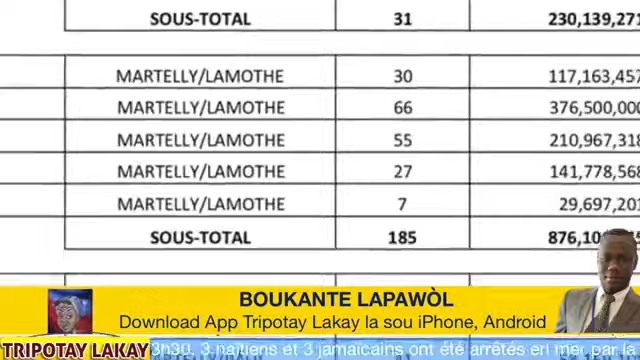 SOUS-TOTAL 31 230,139,271
MARTELLY/LAMOTHE 30 117,163,457
MARTELLY/LAMOTHE 66 376,500,000
MARTELLY/LAMOTHE 55 210,967,318
MARTELLY/LAMOTHE 27 141,778,568
MARTELLY/LAMOTHE 7 29,697,201
SOUS-TOTAL 185 876,10
BOUKANTE LAPAWÒL
Download App Tripotay Lakay la sou iPhone, Android
TRIPOTAY LAKAY 3h30, 3 haïtiens et 3 jamaicains ont été arrêtés en mer par la